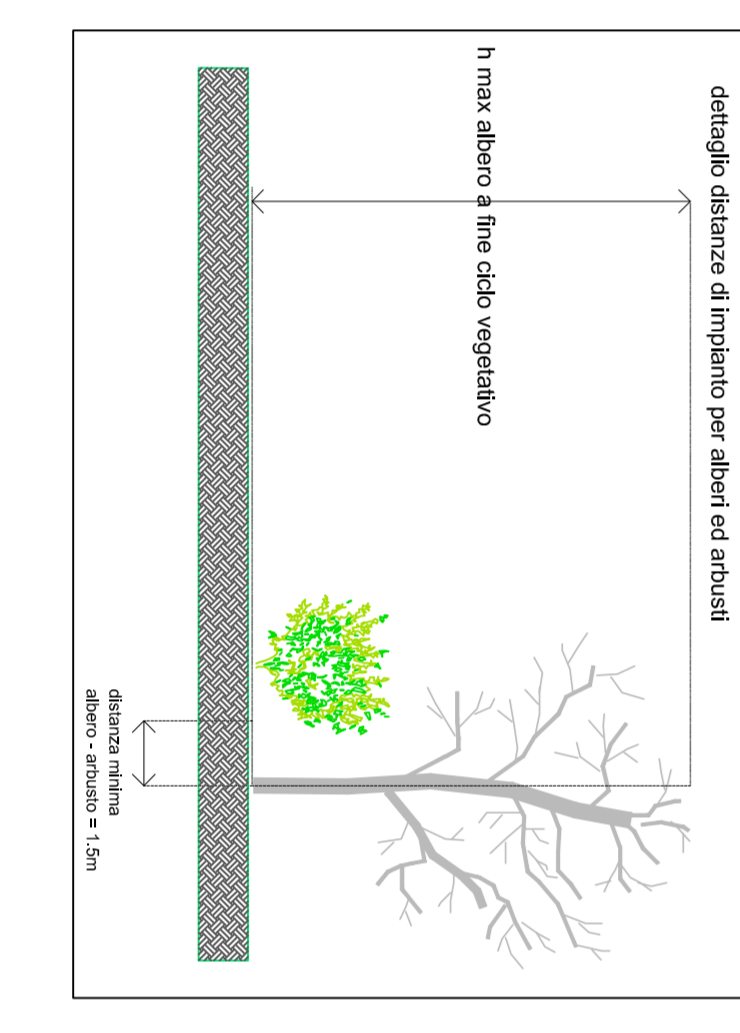 dettaglio distanze di impianto per alberi ed arbusti
h max albero a fine ciclo vegetativo
distanza minima
albero - arbusto = 1.5m